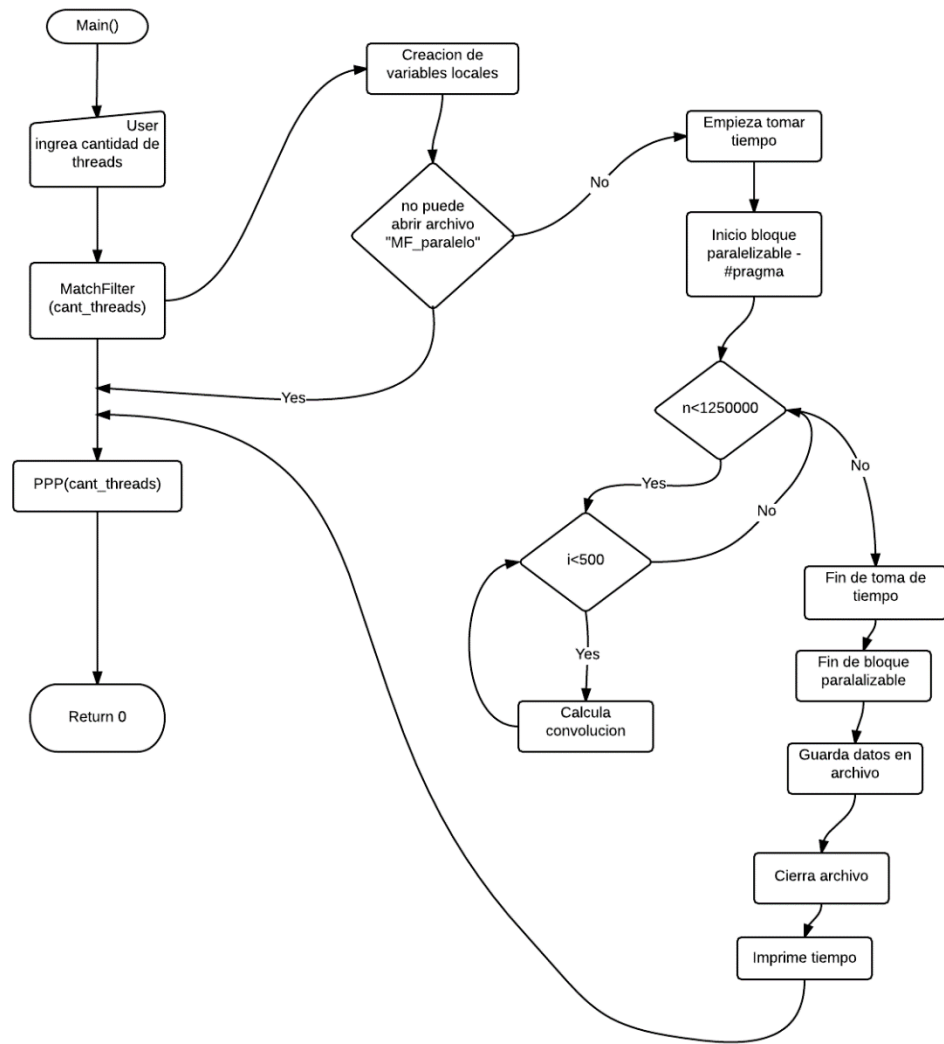 Main()
User
ingrea cantidad de
threads
MatchFilter
(cant_threads)
Creacion de
variables locales
no puede
abrir archivo
"MF_paralelo"
Yes
No
Empieza tomar
tiempo
Inicio bloque
paralelizable -
#pragma
n<1250000
Yes
No
i<500
Yes
Calcula
convolucion
No
Fin de toma de
tiempo
Fin de bloque
paralalizable
Guarda datos en
archivo
Cierra archivo
Imprime tiempo
PPP(cant_threads)
Return 0